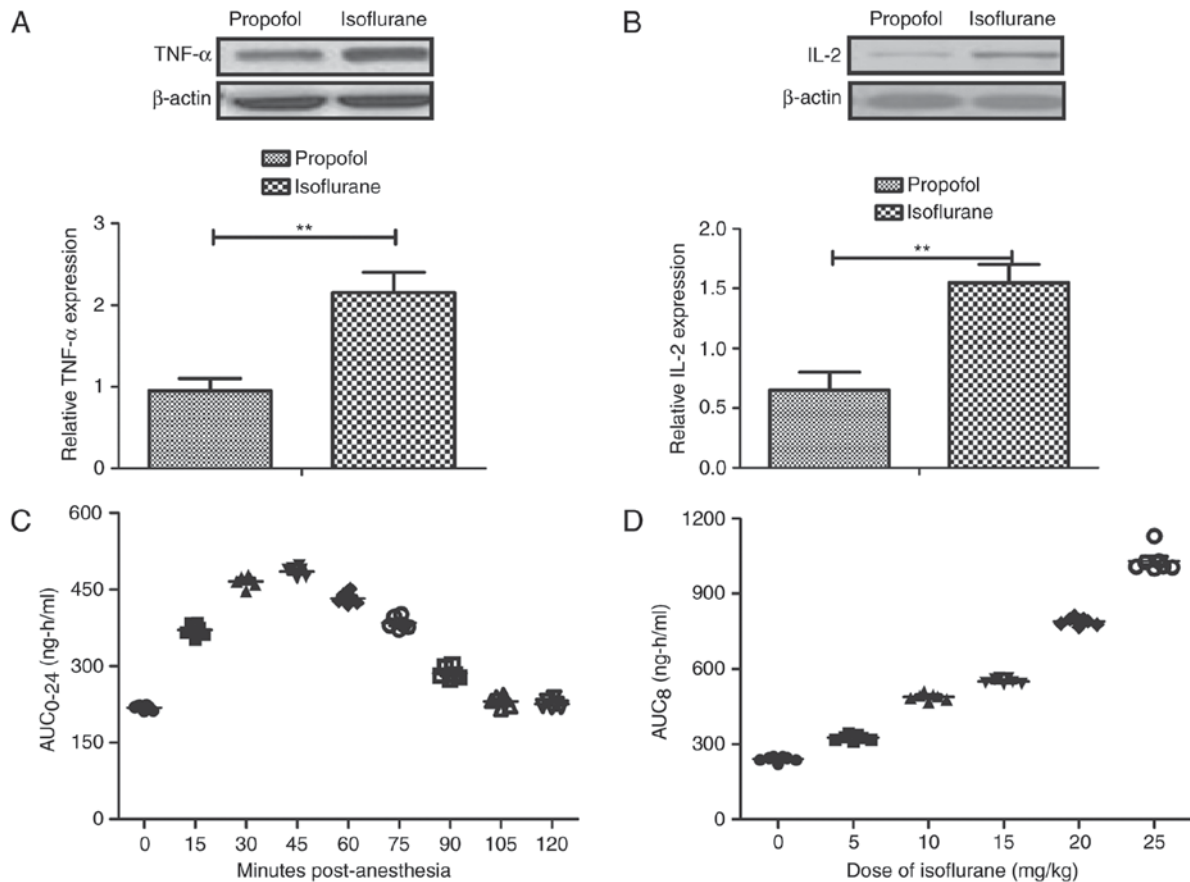 A
Propofol Isoflurane
TNF-α
β-actin
Propofol
Isoflurane
**
Relative TNF-α expression
3
2
1
0
B
Propofol Isoflurane
IL-2
β-actin
Propofol
Isoflurane
**
Relative IL-2 expression
2.0
1.5
1.0
0.5
0.0
C
AUC0-24 (ng-h/ml)
600
450
300
150
0
0 15 30 45 60 75 90 105 120
Minutes post-anesthesia
D
AUC8 (ng-h/ml)
1200
900
600
300
0
0 5 10 15 20 25
Dose of isoflurane (mg/kg)